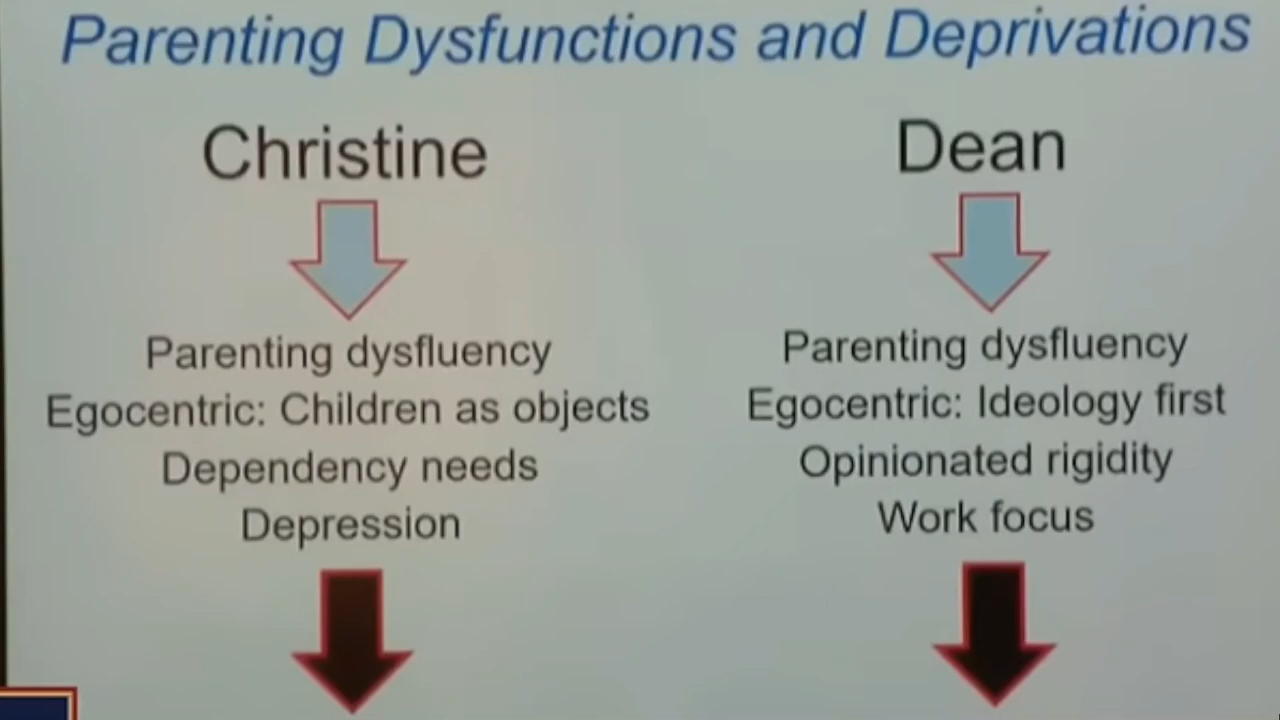 Parenting Dysfunctions and Deprivations
Christine
Parenting dysfluency
Egocentric: Children as objects
Dependency needs
Depression
Dean
Parenting dysfluency
Egocentric: Ideology first
Opinionated rigidity
Work focus